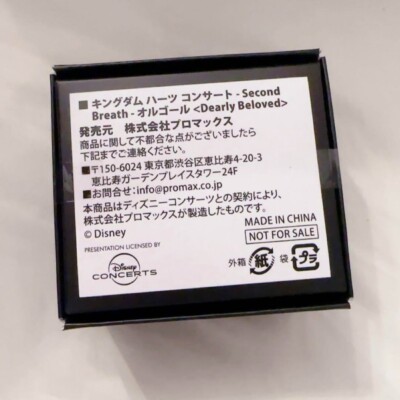 ■ キングダム ハーツ コンサート - Second
Breath - オルゴール <Dearly Beloved>
発売元 株式会社プロマックス
商品に関して不都合な点がございましたら
下記までご連絡ください。
■〒150-6024 東京都渋谷区恵比寿4-20-3
恵比寿ガーデンプレイスタワー24F
■お問合せ:info@promax.co.jp
■本商品はディズニーコンサーツとの契約により、
株式会社プロマックスが製造したものです。
© Disney
MADE IN CHINA
NOT FOR SALE
PRESENTATION LICENSED BY
Disney
CONCERTS
外箱 紙 袋 プラ